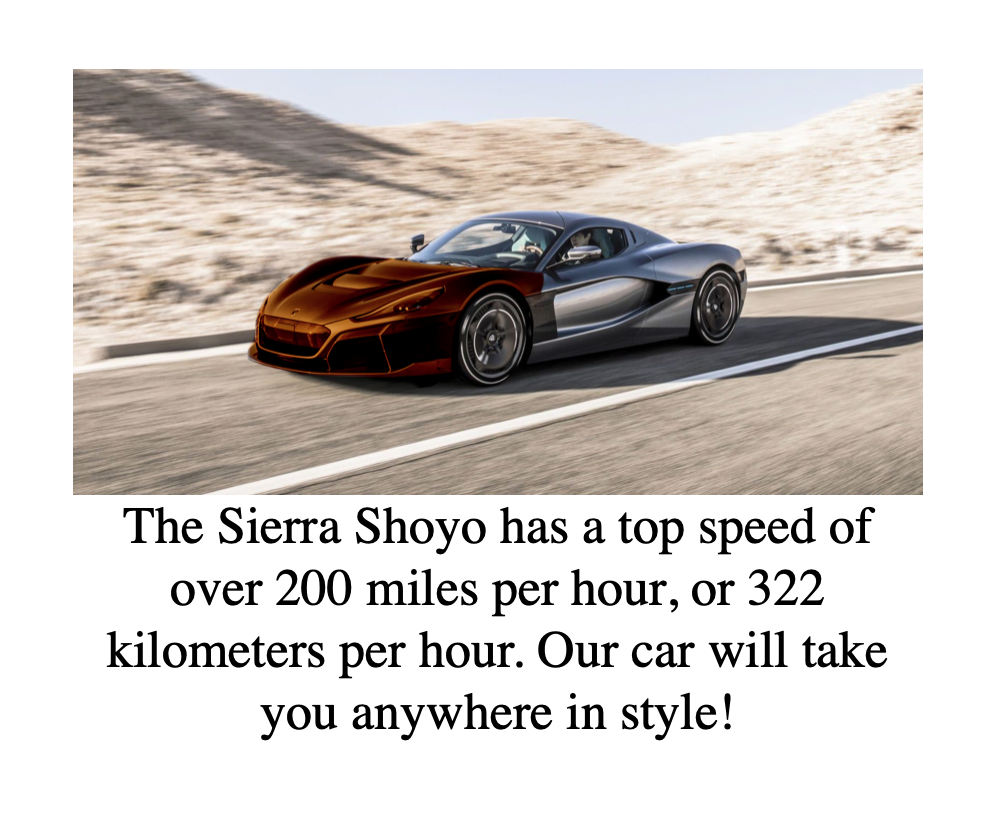 The Sierra Shoyo has a top speed of
over 200 miles per hour, or 322
kilometers per hour. Our car will take
you anywhere in style!